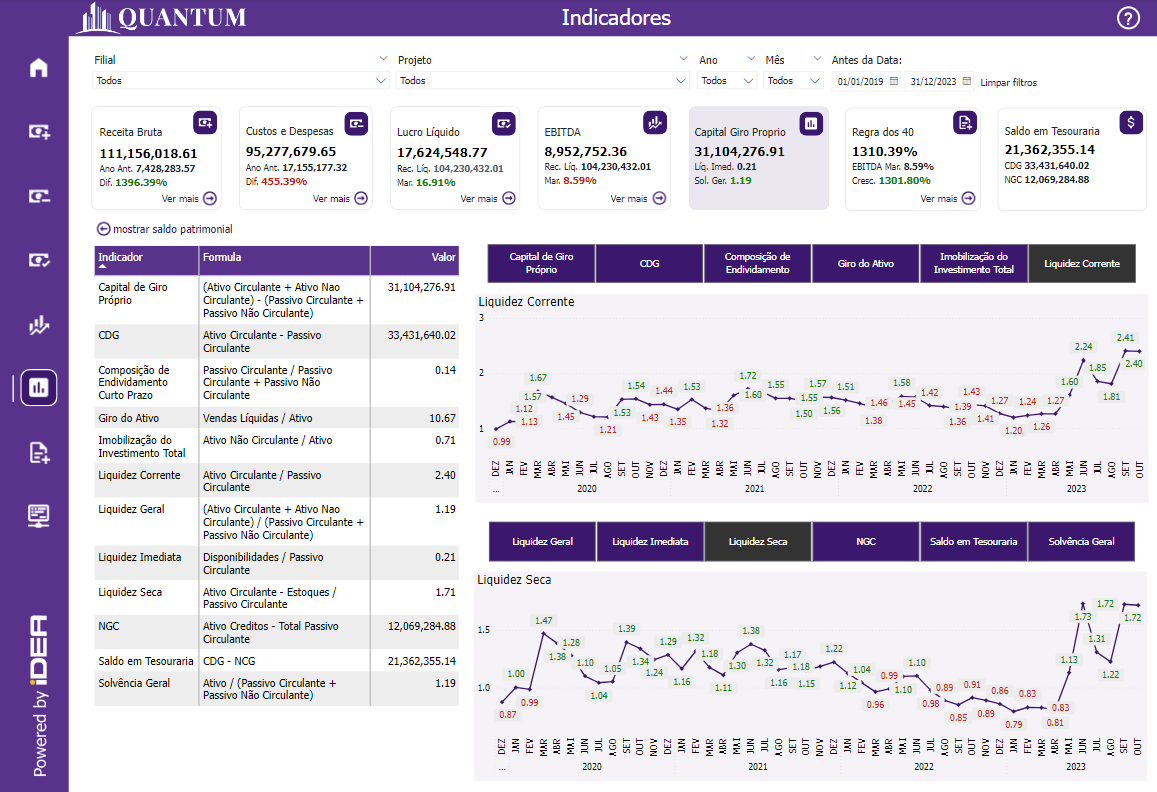 QUANTUM
Indicadores
?
Filial
Projeto
Ano
Mês
Antes da Data:
Todos
Todos
Todos
Todos
01/01/2019
31/12/2023
Limpar filtros
Receita Bruta
111,156,018.61
Ano Ant. 7,428,283.57
Dif. 1396.39%
Ver mais
Custos e Despesas
95,277,679.65
Ano Ant. 17,155,177.32
Dif. 455.39%
Ver mais
Lucro Líquido
17,624,548.77
Rec. Líq. 104,230,432.01
Mar. 16.91%
Ver mais
EBITDA
8,952,752.36
Rec. Líq. 104,230,432.01
Mar. 8.59%
Ver mais
Capital Giro Proprio
31,104,276.91
Líq. Imed. 0.21
Sol. Ger. 1.19
Regra dos 40
1310.39%
EBITDA Mar. 8.59%
Cresc. 1301.80%
Ver mais
$
Saldo em Tesouraria
21,362,355.14
CDG 33,431,640.02
NGC 12,069,284.88
mostrar saldo patrimonial
Indicador Formula Valor
Capital de Giro Próprio
(Ativo Circulante + Ativo Nao
Circulante) - (Passivo Circulante +
Passivo Não Circulante)
31,104,276.91
CDG
Ativo Circulante - Passivo
Circulante
33,431,640.02
Composição de
Endividamento
Curto Prazo
Passivo Circulante / Passivo
Circulante + Passivo Não
Circulante
0.14
Giro do Ativo Vendas Líquidas / Ativo 10.67
Imobilização do
Investimento Total
Ativo Não Circulante / Ativo
0.71
Liquidez Corrente
Ativo Circulante / Passivo
Circulante
2.40
Liquidez Geral
(Ativo Circulante + Ativo Nao
Circulante) / (Passivo Circulante +
Passivo Não Circulante)
1.19
Liquidez Imediata
Disponibilidades / Passivo
Circulante
0.21
Liquidez Seca
Ativo Circulante - Estoques /
Passivo Circulante
1.71
NGC
Ativo Creditos - Total Passivo
Circulante
12,069,284.88
Saldo em Tesouraria CDG - NCG 21,362,355.14
Solvência Geral
Ativo / (Passivo Circulante +
Passivo Não Circulante)
1.19
Capital de Giro
Próprio
CDG
Composição de
Endividamento
Giro do Ativo
Imobilização do
Investimento Total
Liquidez Corrente
Liquidez Corrente
3
2
1
0.99 1.12 1.13 1.67 1.57 1.45 1.29 1.21 1.53 1.54 1.43 1.44 1.35 1.53 1.32 1.36 1.72 1.60 1.55 1.50 1.55 1.57 1.56 1.51 1.38 1.46 1.58 1.45 1.42 1.36 1.39 1.43 1.41 1.27 1.20 1.24 1.26 1.27 1.60 2.24 1.85 1.81 2.41 2.40
DEZ JAN FEV MAR ABR MAI JUN JUL AGO SET OUT NOV DEZ JAN FEV MAR ABR MAI JUN JUL AGO SET OUT NOV DEZ JAN FEV MAR ABR MAI JUN JUL AGO SET OUT NOV DEZ JAN FEV MAR ABR MAI JUN JUL AGO SET OUT
... 2020 2021 2022 2023
Liquidez Geral
Liquidez Imediata
Liquidez Seca
NGC
Saldo em Tesouraria
Solvência Geral
Liquidez Seca
1.5
1.0
0.87 1.00 0.99 1.47 1.38 1.28 1.10 1.04 1.05 1.39 1.34 1.24 1.29 1.16 1.32 1.18 1.11 1.30 1.38 1.32 1.16 1.17 1.18 1.15 1.22 1.12 1.04 0.96 0.99 1.10 1.10 0.98 0.89 0.85 0.91 0.89 0.86 0.79 0.83 0.81 0.83 1.13 1.73 1.31 1.72 1.22 1.72
DEZ JAN FEV MAR ABR MAI JUN JUL AGO SET OUT NOV DEZ JAN FEV MAR ABR MAI JUN JUL AGO SET OUT NOV DEZ JAN FEV MAR ABR MAI JUN JUL AGO SET OUT NOV DEZ JAN FEV MAR ABR MAI JUN JUL AGO SET OUT
... 2020 2021 2022 2023
Powered by iDEA